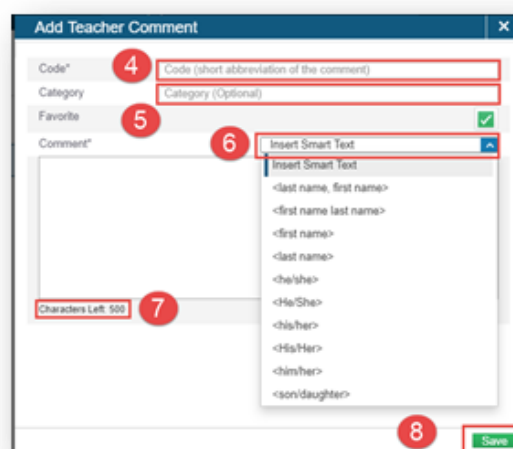 Add Teacher Comment ×
Code* 4 Code (short abbreviation of the comment)
Category Category (Optional)
Favorite 5
Comment* 6 Insert Smart Text
Insert Smart Text
<last name, first name>
<first name last name>
<first name>
<last name>
<he/she>
<He/She>
<his/her>
<His/Her>
<him/her>
<son/daughter>
Characters Left: 500 7
8 Save